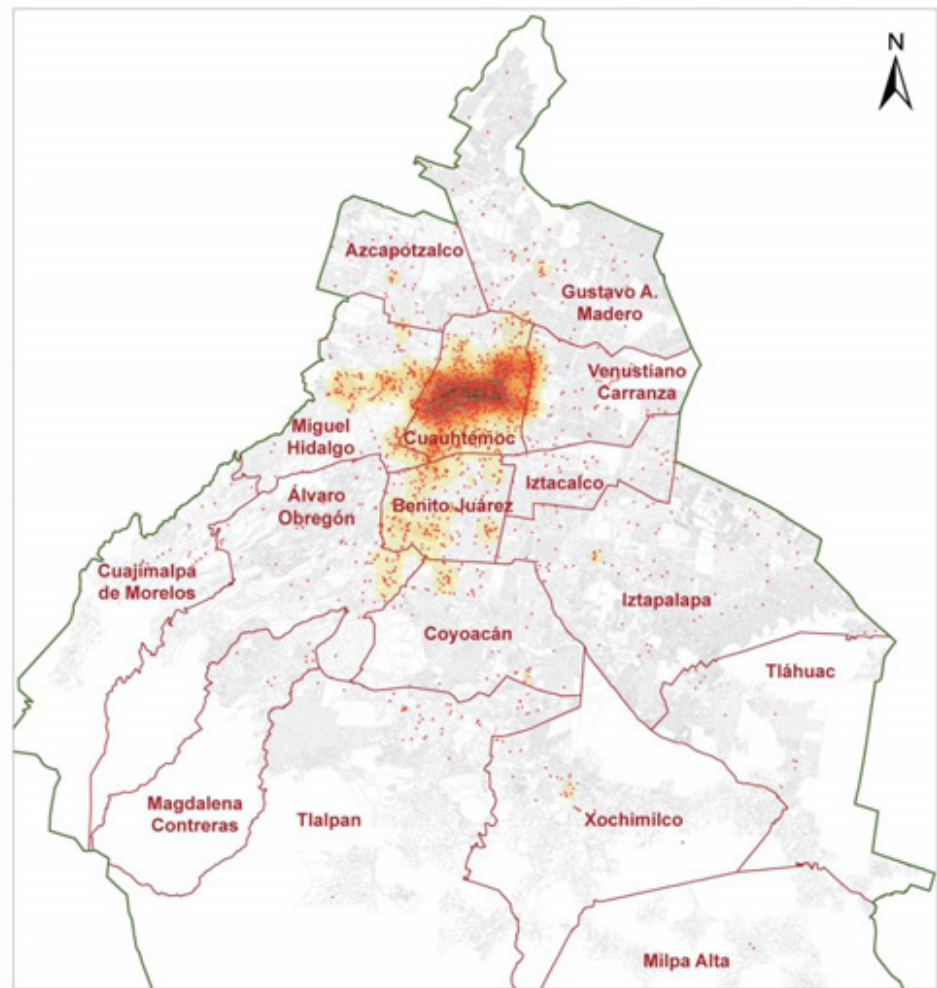 N
Azcapotzalco
Gustavo A.
Madero
Venustiano
Carranza
Miguel
Hidalgo
Cuauhtémoc
Iztacalco
Álvaro
Obregón
Benito Juárez
Cuajimalpa
de Morelos
Iztapalapa
Coyoacán
Tláhuac
Magdalena
Contreras
Tlalpan
Xochimilco
Milpa Alta